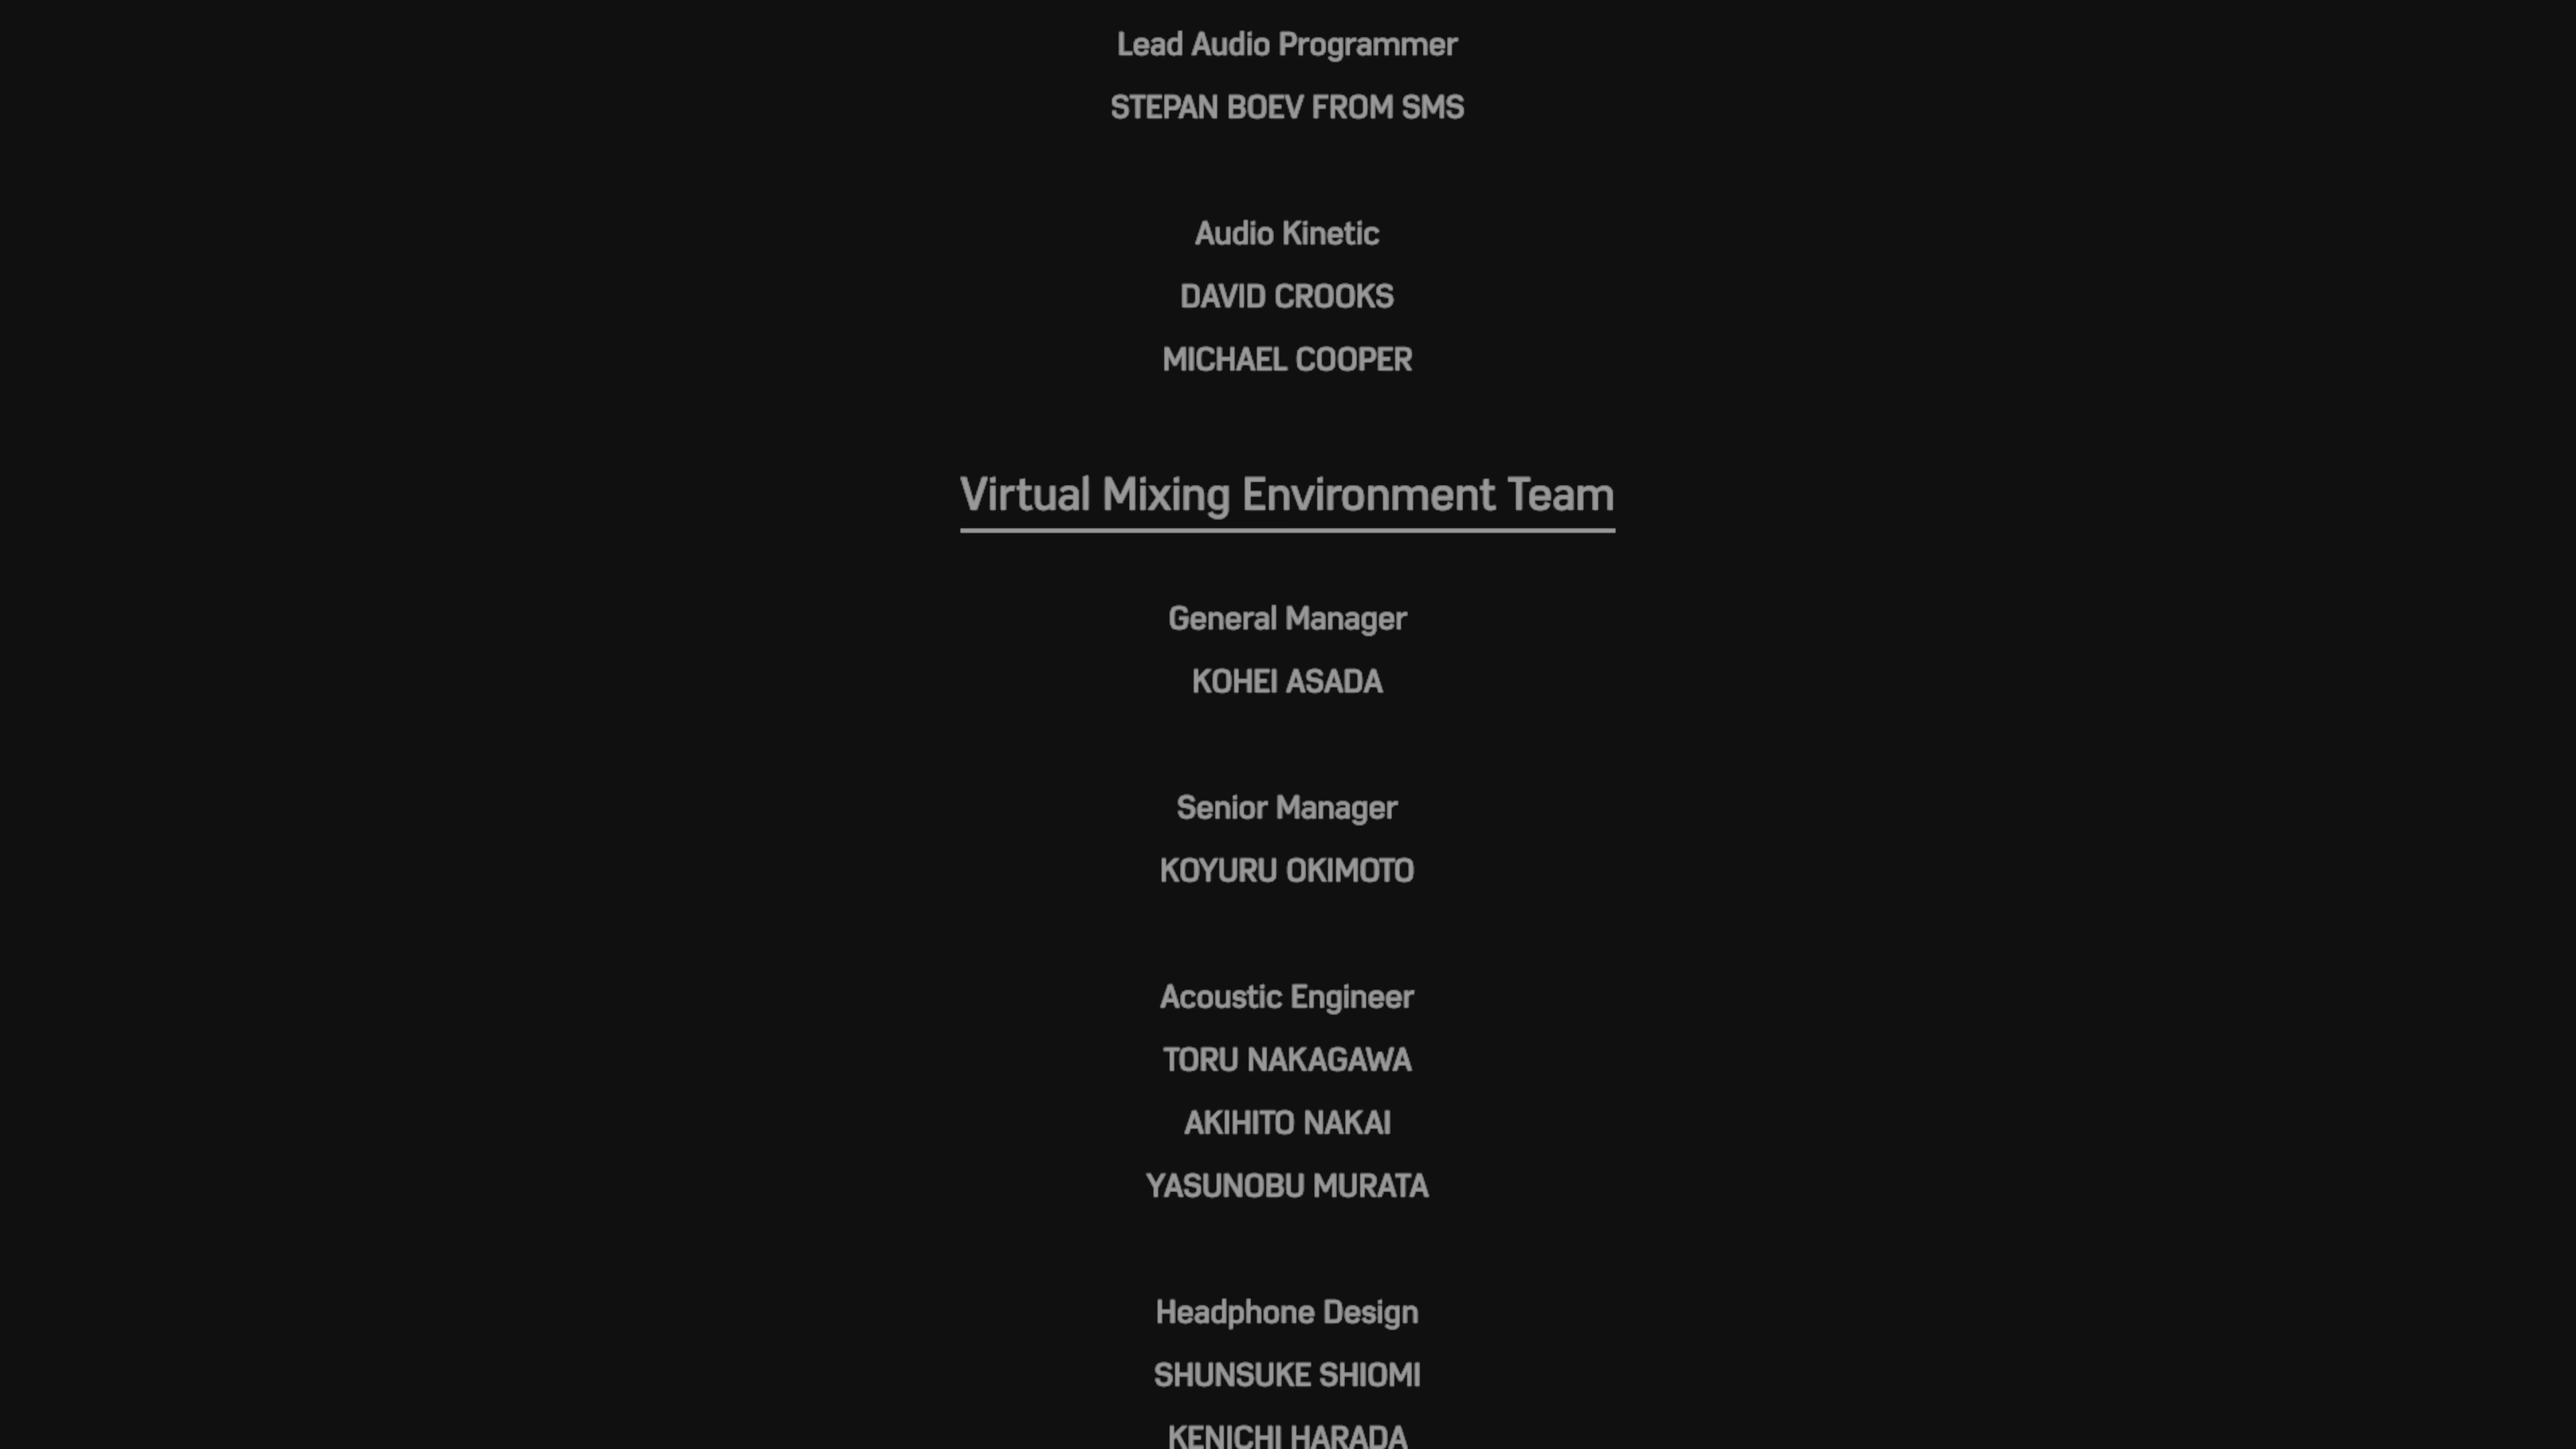 Lead Audio Programmer
STEPAN BOEV FROM SMS
Audio Kinetic
DAVID CROOKS
MICHAEL COOPER
Virtual Mixing Environment Team
General Manager
KOHEI ASADA
Senior Manager
KOYURU OKIMOTO
Acoustic Engineer
TORU NAKAGAWA
AKIHITO NAKAI
YASUNOBU MURATA
Headphone Design
SHUNSUKE SHIOMI
KENICHI HARADA